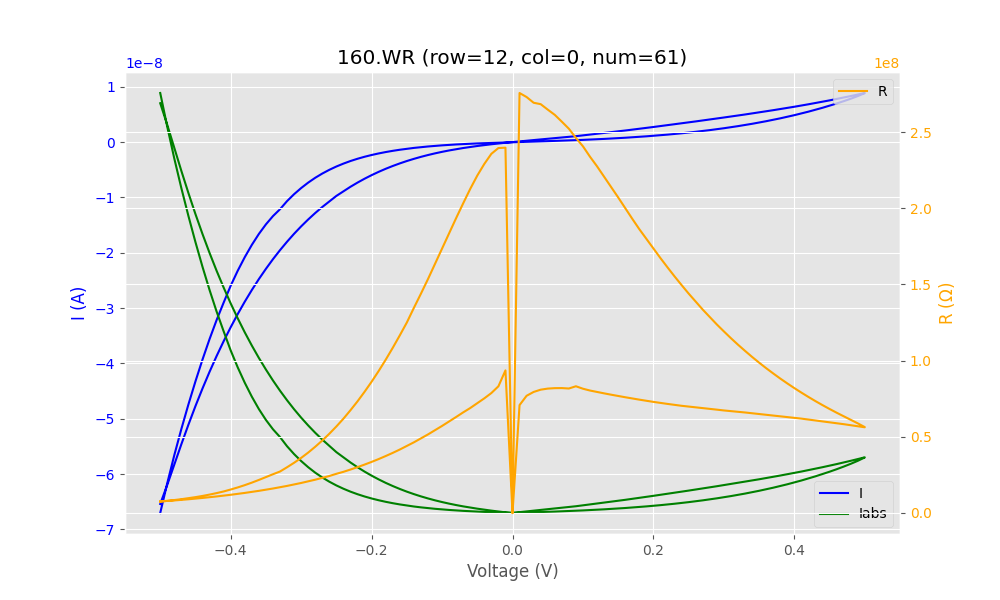 160.WR (row=12, col=0, num=61)
1e−8
1e8
R
1
0
−1
−2
−3
−4
−5
−6
−7
I (A)
2.5
2.0
1.5
1.0
0.5
0.0
R (Ω)
I
Iabs
−0.4
−0.2
0.0
0.2
0.4
Voltage (V)